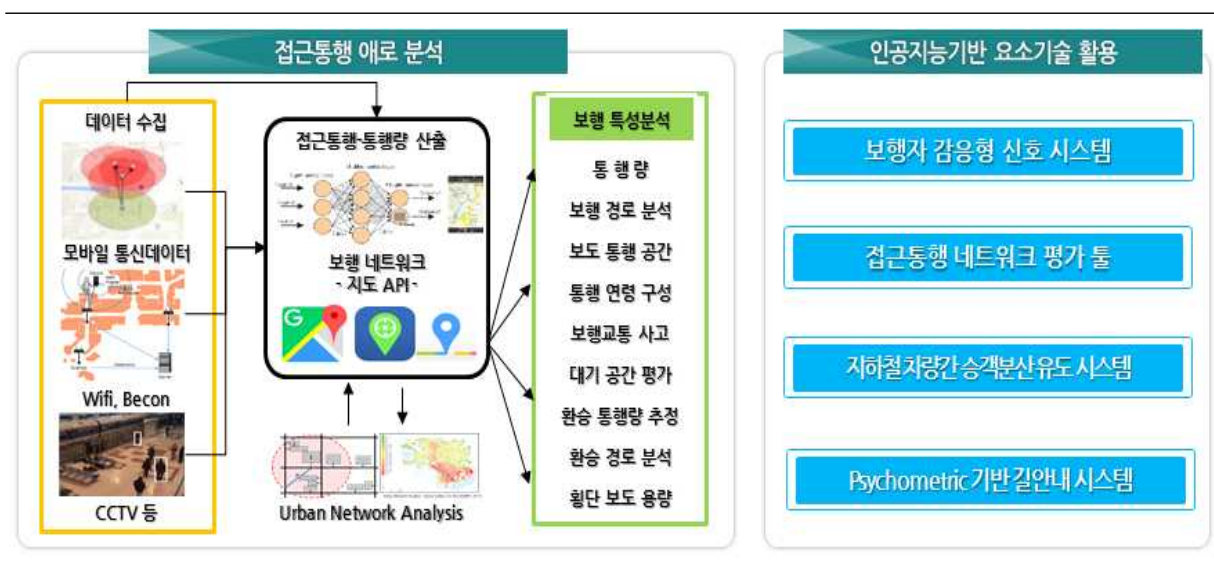 접근통행 애로 분석
데이터 수집
모바일 통신데이터
Wifi, Becon
CCTV 등
접근통행-통행량 산출
보행 네트워크
- 지도 API -
G
Urban Network Analysis
보행 특성분석
통 행 량
보행 경로 분석
보도 통행 공간
통행 연령 구성
보행교통 사고
대기 공간 평가
환승 통행량 추정
환승 경로 분석
횡단 보도 용량
인공지능기반 요소기술 활용
보행자 감응형 신호 시스템
접근통행 네트워크 평가 툴
지하철 차량칸 승객분산 유도 시스템
Psychometric 기반 길안내 시스템